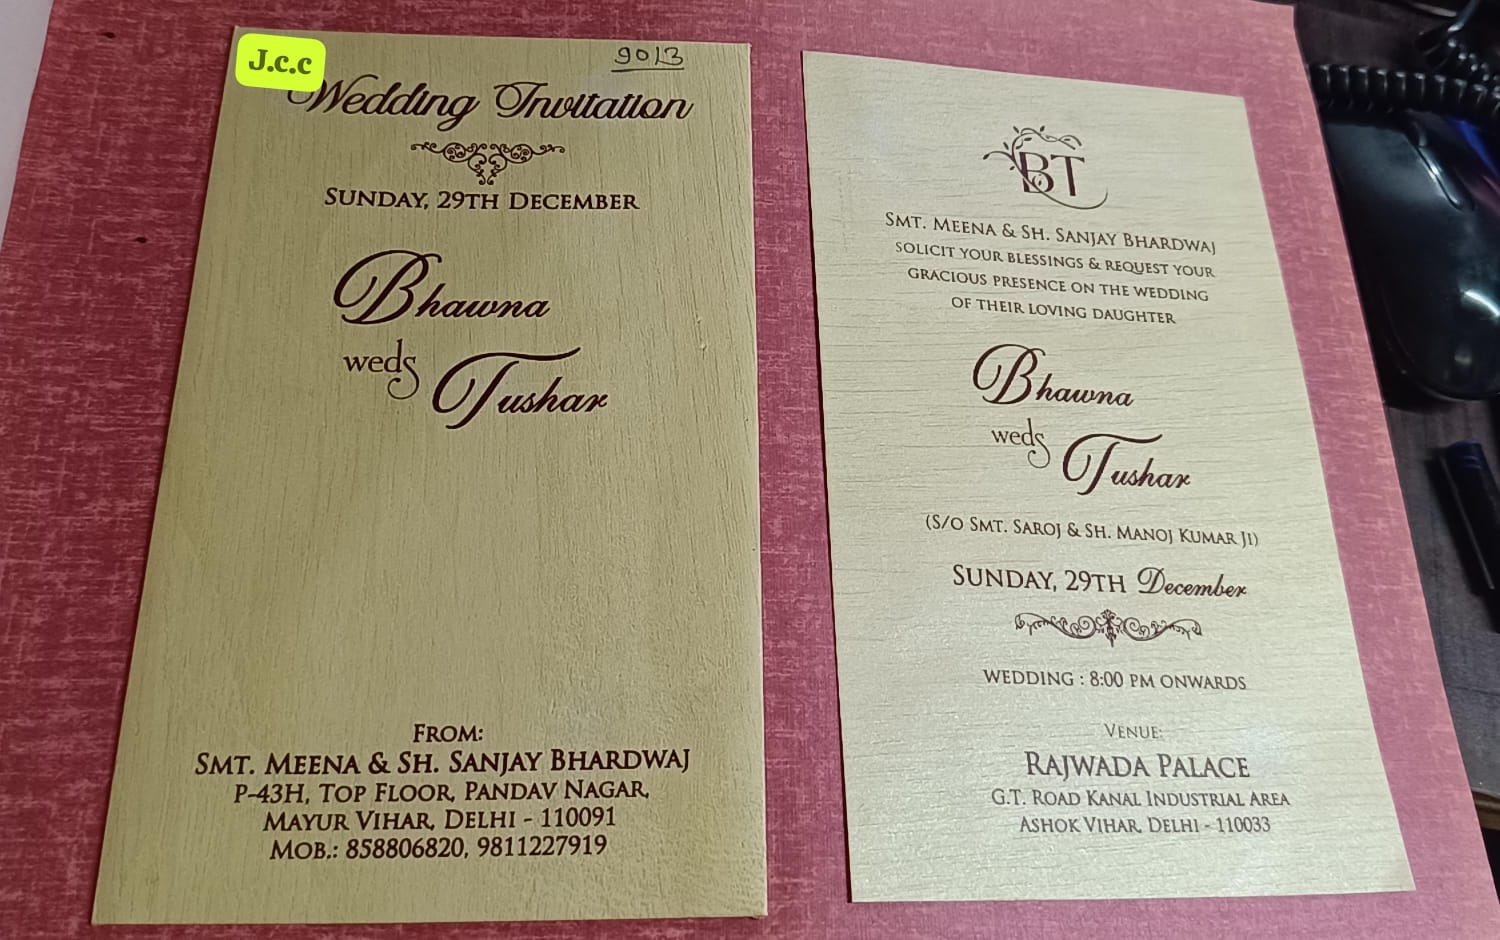 J.c.c
9013
Wedding Invitation
SUNDAY, 29TH DECEMBER
Bhawna
weds
Tushar
FROM:
SMT. MEENA & SH. SANJAY BHARDWAJ
P-43H, TOP FLOOR, PANDAV NAGAR,
MAYUR VIHAR, DELHI - 110091
MOB.: 858806820, 9811227919
BT
SMT. MEENA & SH. SANJAY BHARDWAJ
SOLICIT YOUR BLESSINGS & REQUEST YOUR
GRACIOUS PRESENCE ON THE WEDDING
OF THEIR LOVING DAUGHTER
Bhawna
weds
Tushar
(S/O SMT. SAROJ & SH. MANOJ KUMAR JI)
SUNDAY, 29TH December
WEDDING : 8:00 PM ONWARDS
VENUE:
RAJWADA PALACE
G.T. ROAD KANAL INDUSTRIAL AREA
ASHOK VIHAR, DELHI - 110033